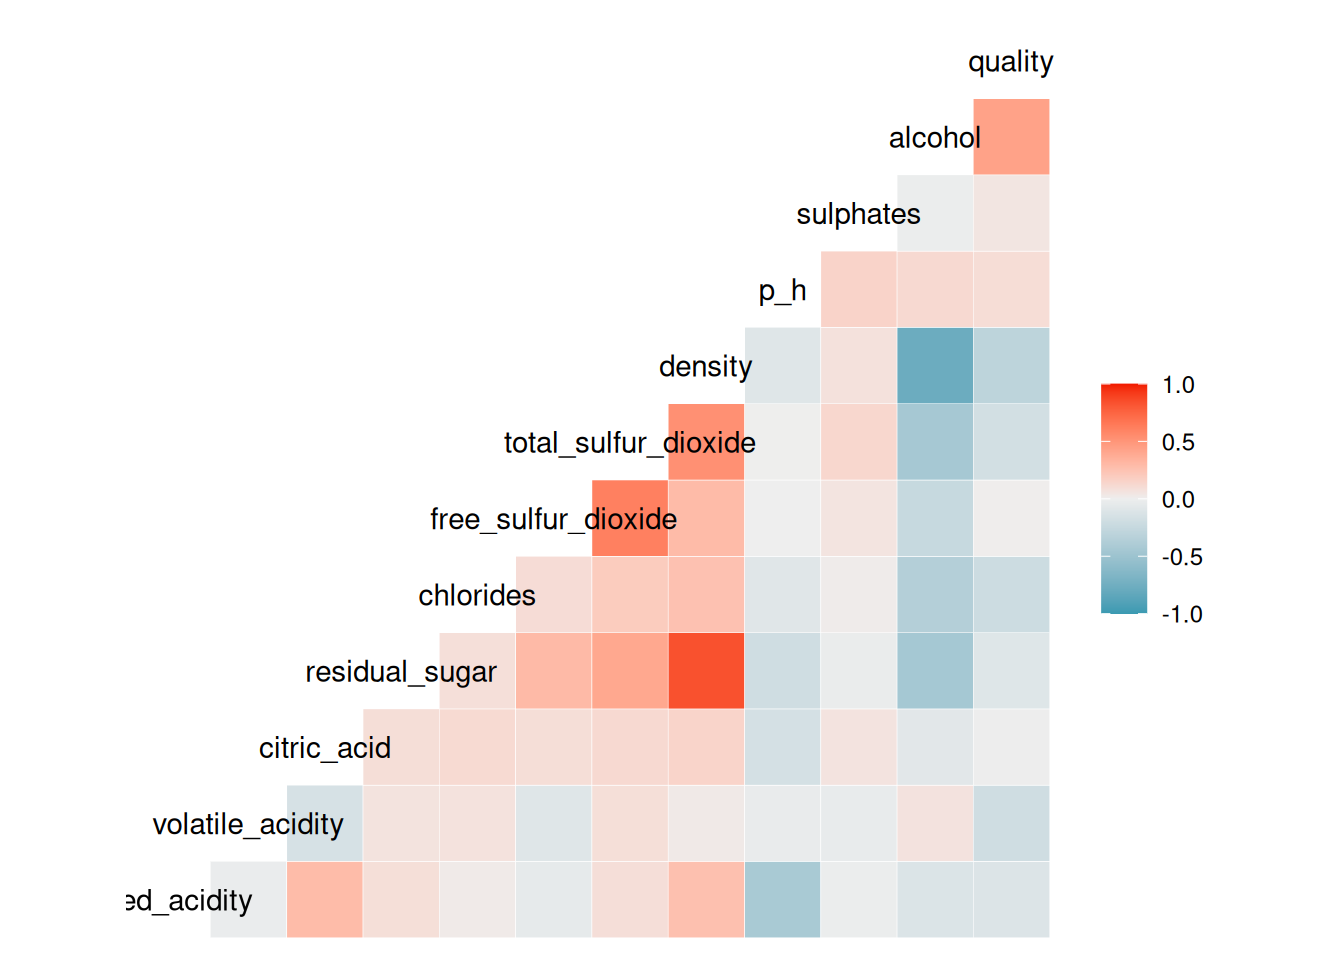 quality
alcohol
sulphates
p_h
density
total_sulfur_dioxide
free_sulfur_dioxide
chlorides
residual_sugar
citric_acid
volatile_acidity
ed_acidity
1.0
0.5
0.0
-0.5
-1.0